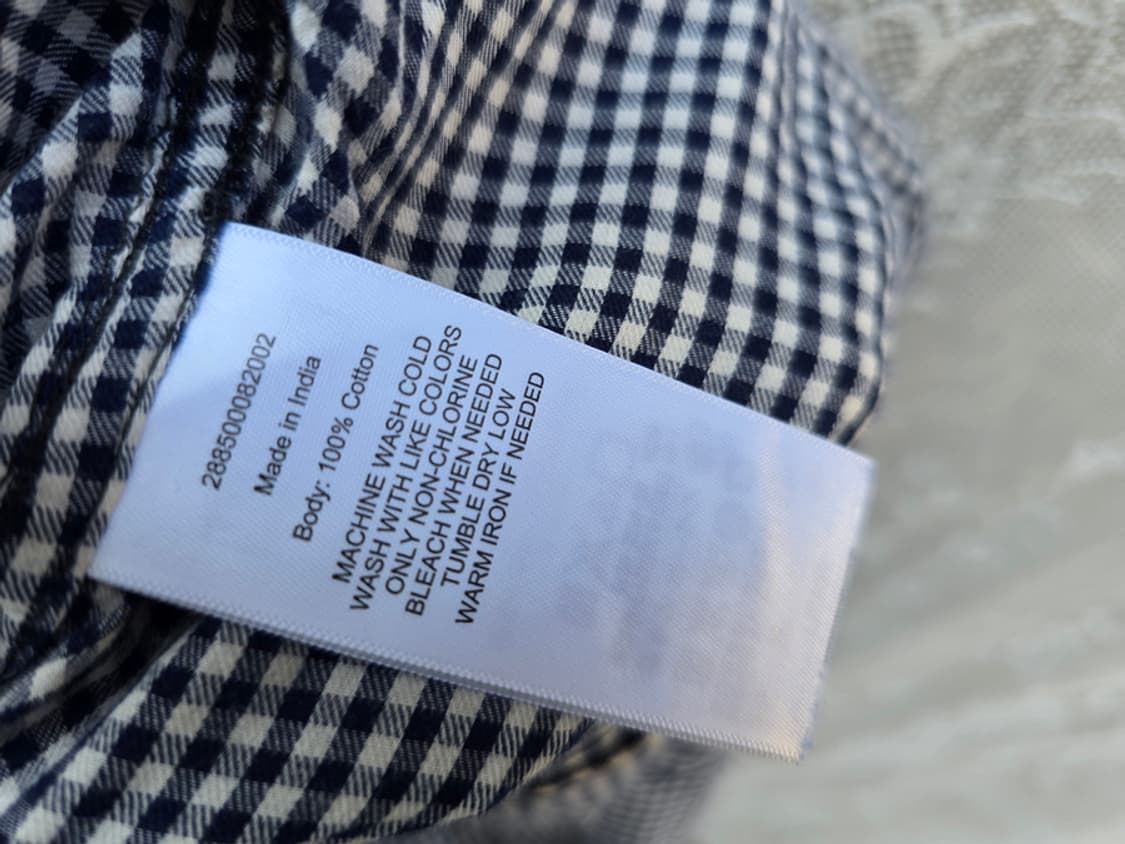 288500082002
Made in India
Body: 100% Cotton
MACHINE WASH COLD
WASH WITH LIKE COLORS
ONLY NON-CHLORINE
BLEACH WHEN NEEDED
TUMBLE DRY LOW
WARM IRON IF NEEDED